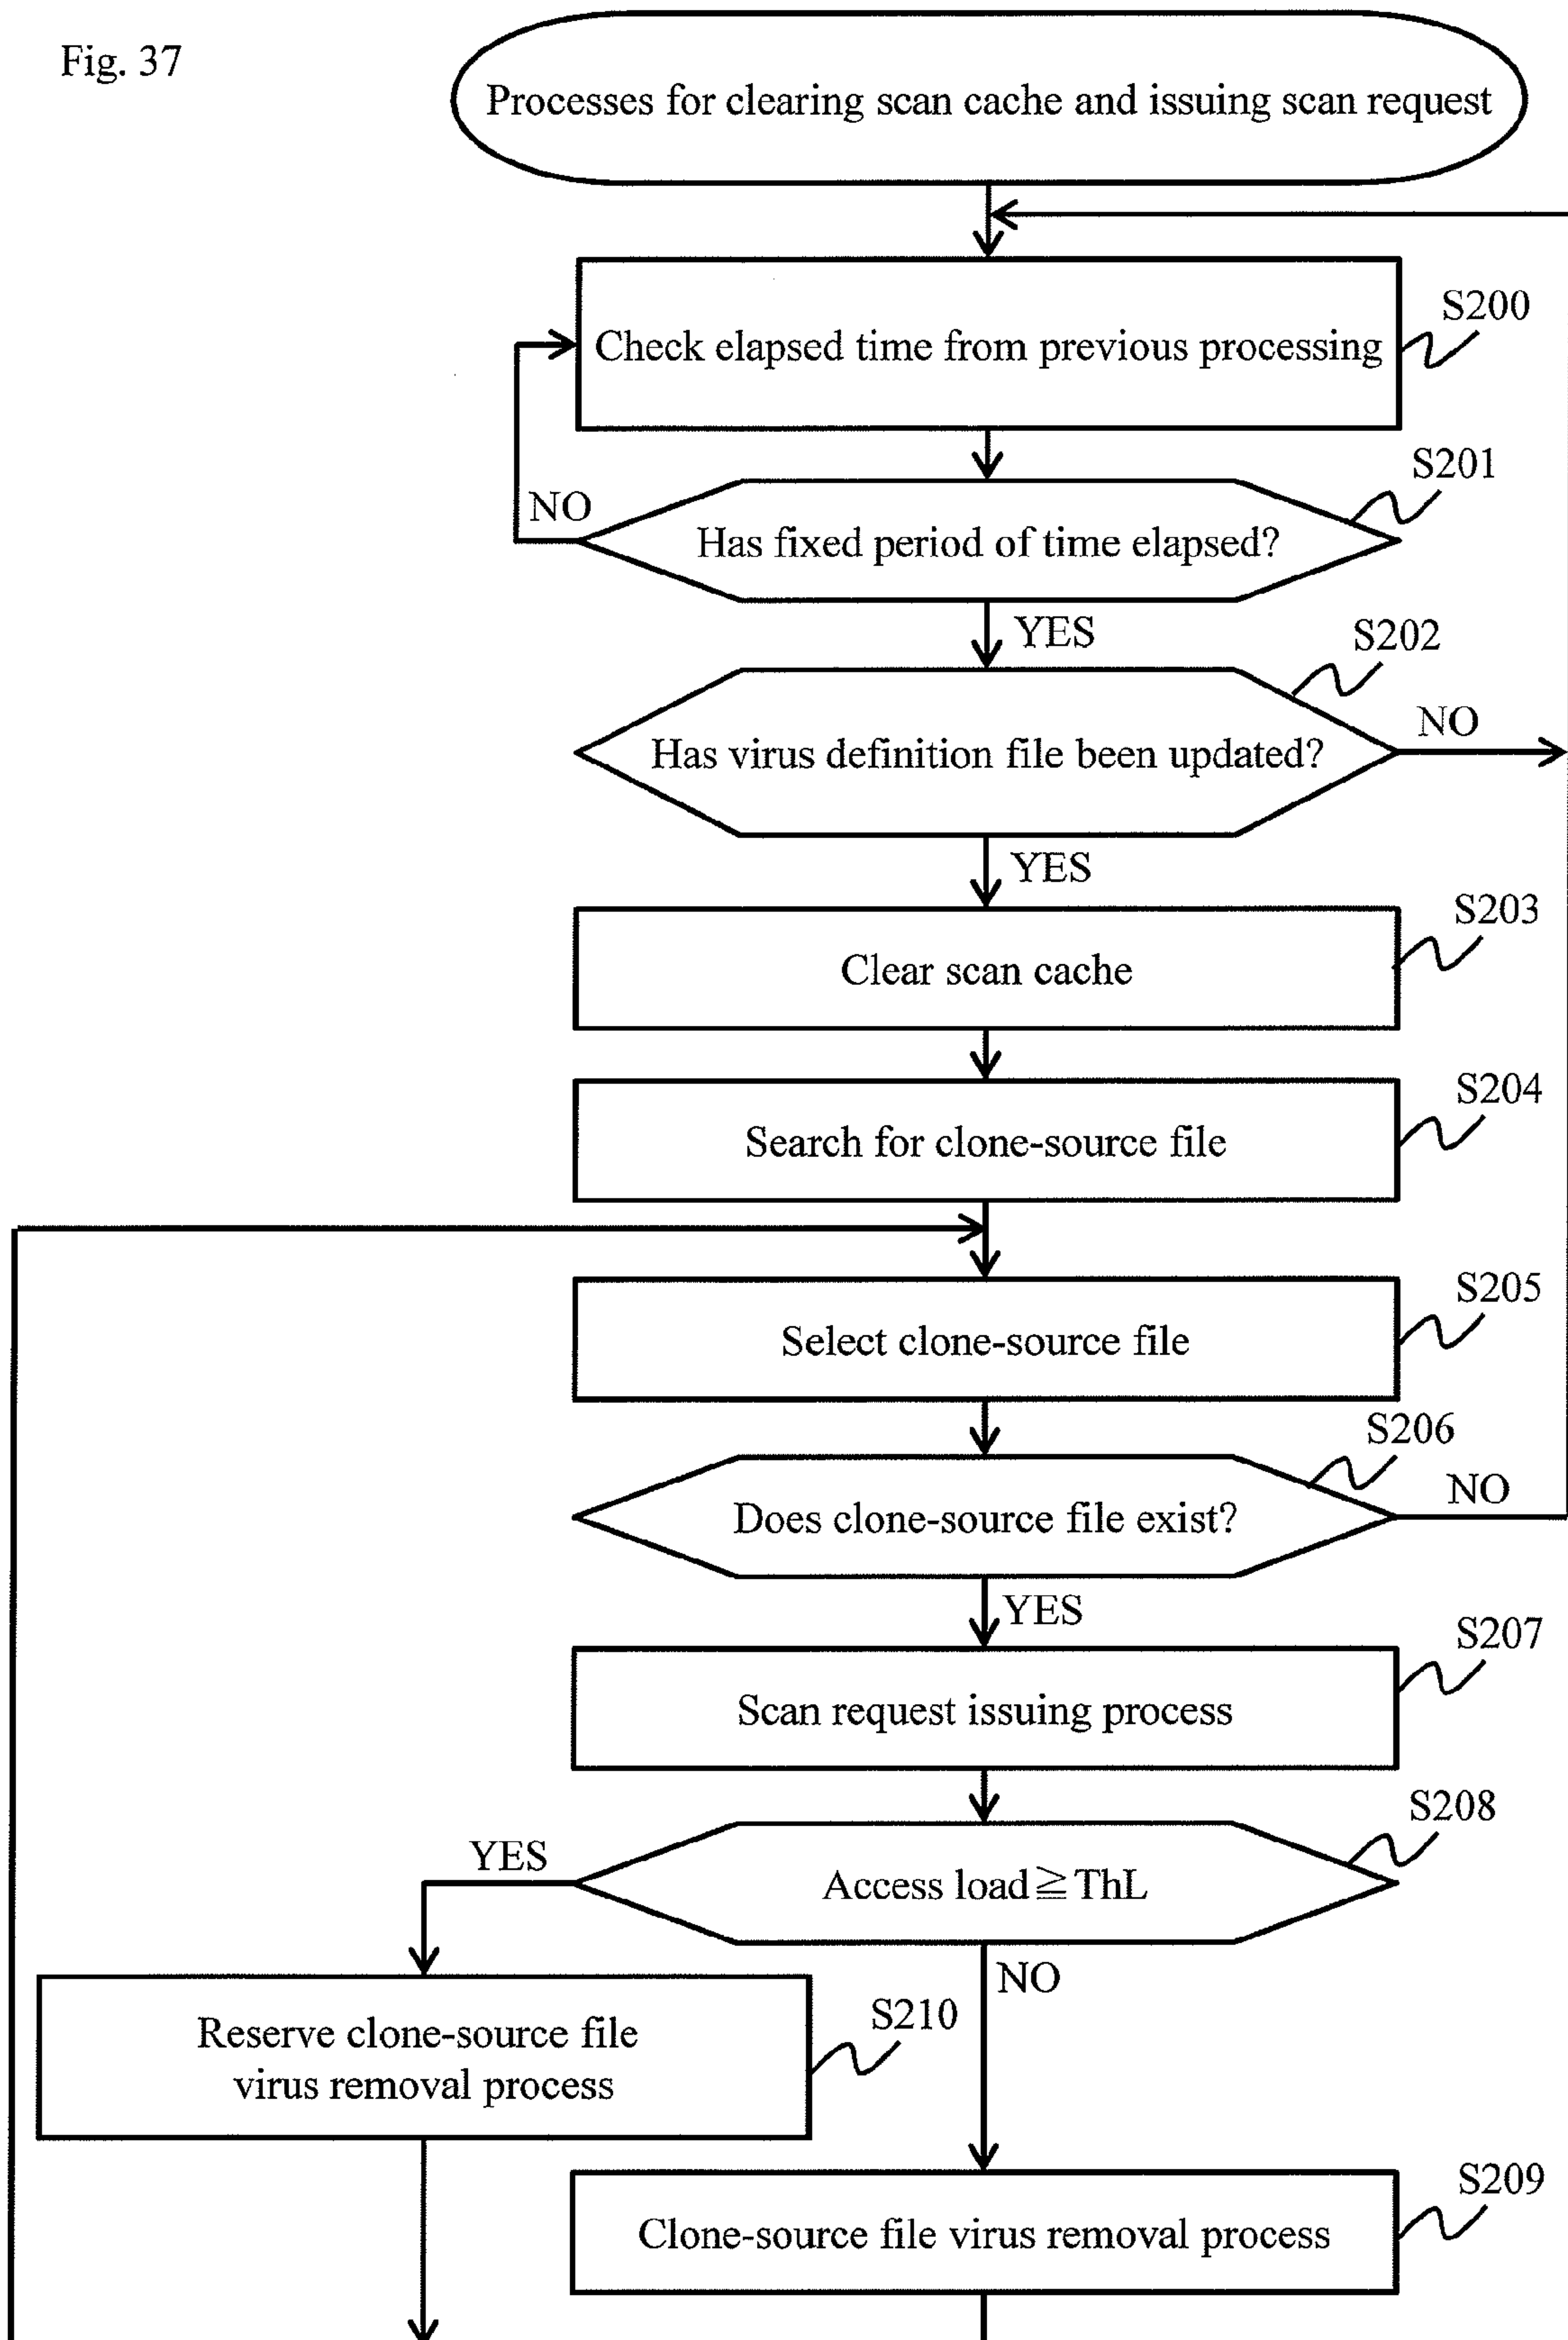 Fig. 37
Processes for clearing scan cache and issuing scan request
S200
Check elapsed time from previous processing
S201
NO
Has fixed period of time elapsed?
YES
S202
NO
Has virus definition file been updated?
YES
S203
Clear scan cache
S204
Search for clone-source file
S205
Select clone-source file
S206
NO
Does clone-source file exist?
YES
S207
Scan request issuing process
S208
YES
Access load≧ThL
NO
S210
Reserve clone-source file
virus removal process
S209
Clone-source file virus removal process